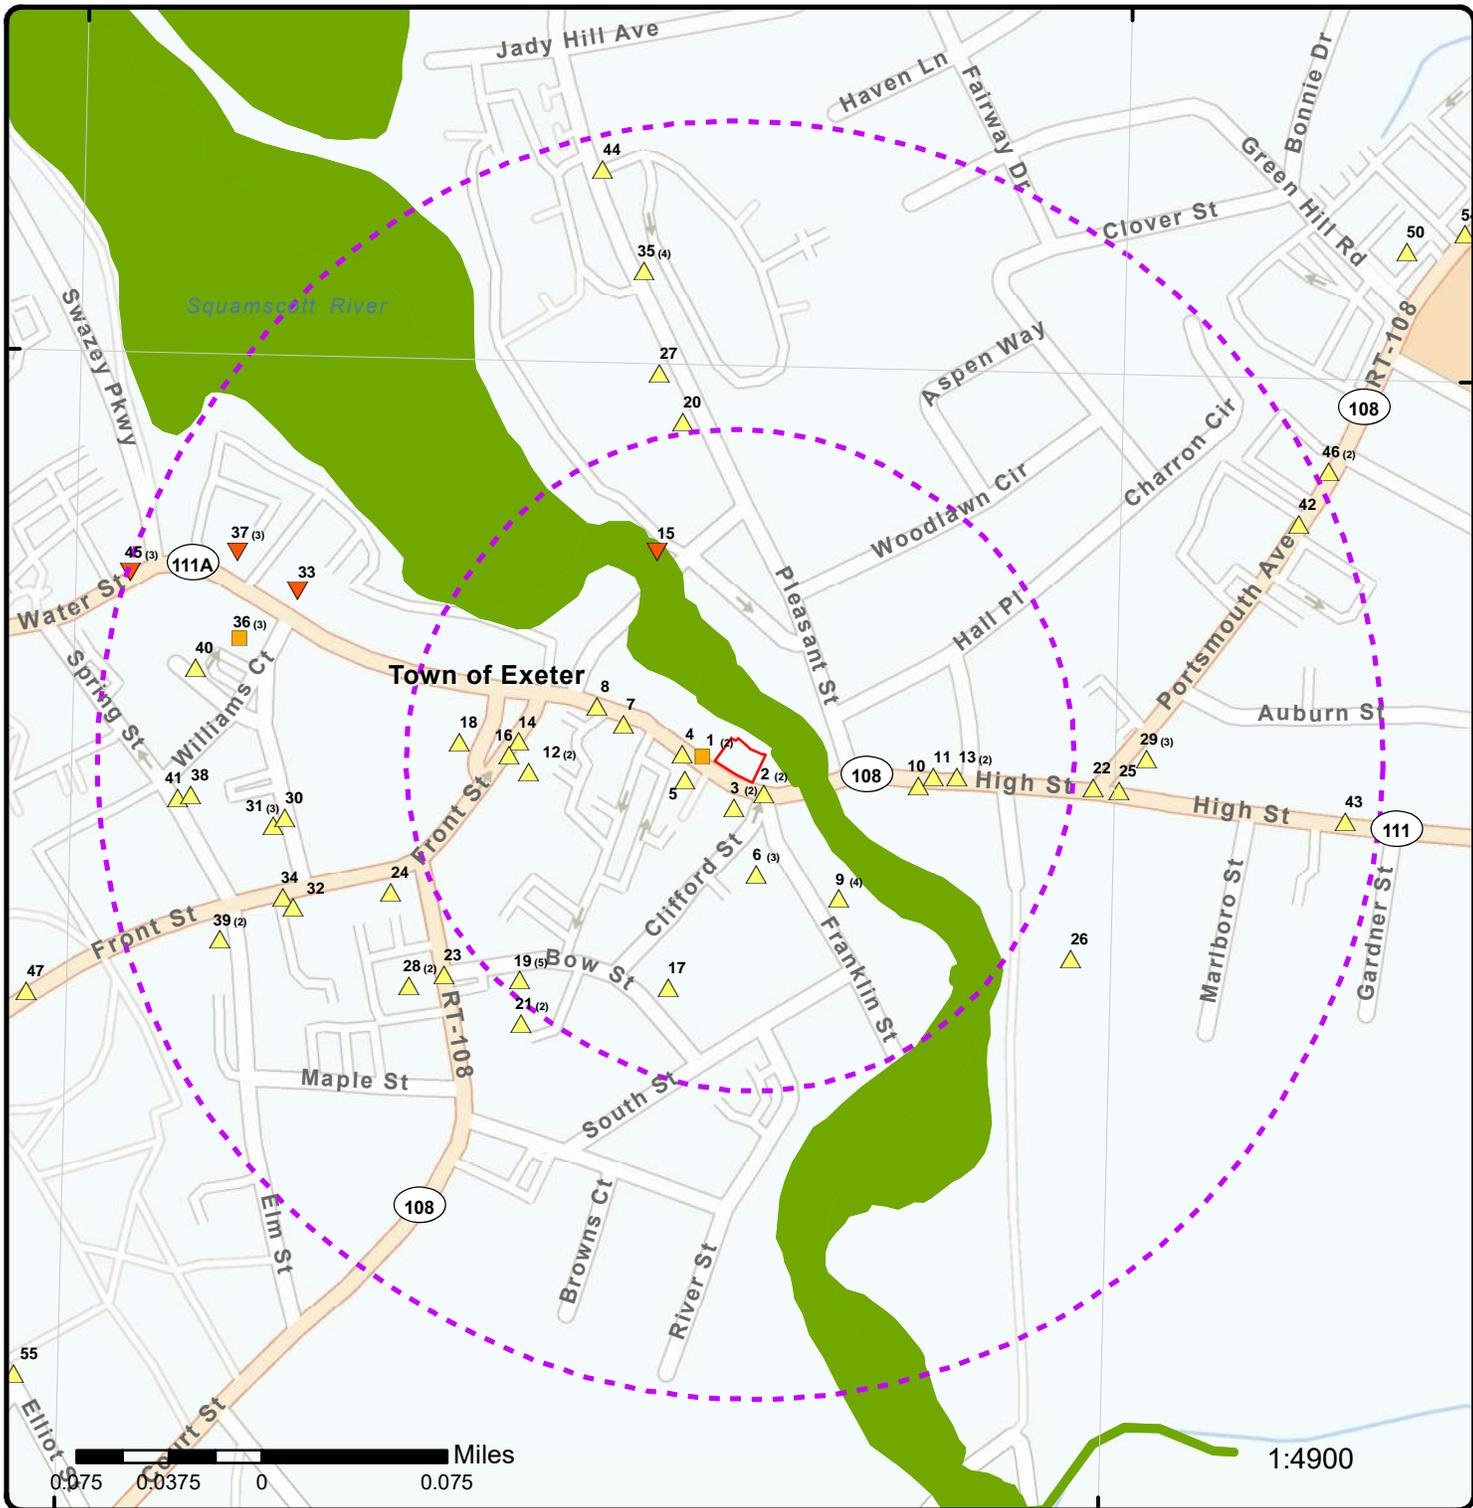 Jady Hill Ave
Haven Ln
Fairway Dr
Bonnie Dr
Green Hill Rd
44
Clover St
50
35 (4)
Squamscott River
Swazey Pkwy
RT-108
27
Aspen Way
20
108
Charron Cir
46 (2)
Woodlawn Cir
42
37 (3)
15
45 (3)
111A
33
Pleasant St
Water St
36 (3)
Hall Pl
Portsmouth Ave
40
Spring St
Williams Ct
Town of Exeter
8
7
Auburn St
18
14
16
12 (2)
4
1 (2)
29 (3)
10
11
13 (2)
108
High St
22
25
5
3 (2)
2 (2)
41
38
High St
43
111
31 (3)
30
Front St
6 (3)
Clifford St
9 (4)
34
32
24
Marlboro St
Gardner St
Front St
39 (2)
Franklin St
26
47
28 (2)
23
19 (5)
Bow St
17
21 (2)
RT-108
Maple St
South St
108
Elm St
Browns Ct
River St
55
Elliot St
Court St
Miles
0.075
0.0375
0
0.075
1:4900